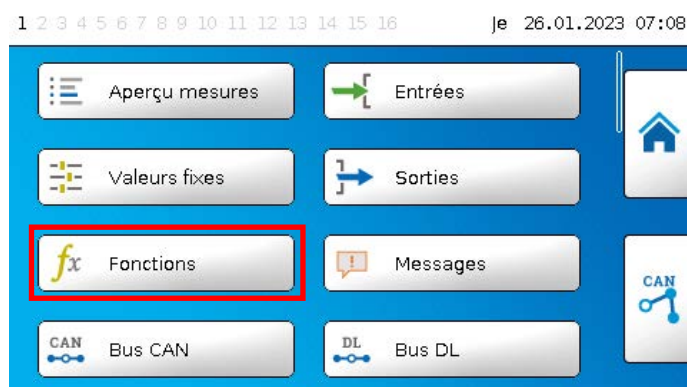 1 2 3 4 5 6 7 8 9 10 11 12 13 14 15 16 Je 26.01.2023 07:08
Aperçu mesures Entrées
Valeurs fixes Sorties
fx Fonctions ! Messages CAN
CAN Bus CAN DL Bus DL